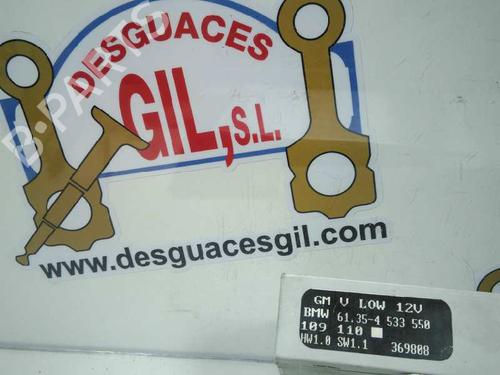 DESGUACES
GIL, S.L.
www.desguacesgil.com
B-PARTS
GM V LOW 12V
BMW 61.35-4 533 550
109 110
HW1.0 SW1.1 369808